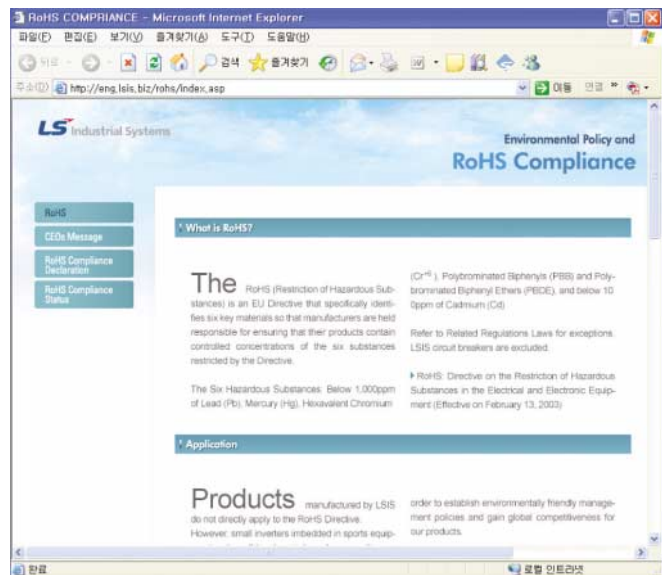 RoHS COMPRIANCE - Microsoft Internet Explorer
파일(F) 편집(E) 보기(V) 즐겨찾기(A) 도구(T) 도움말(H)
뒤로 검색 즐겨찾기
주소(D) http://eng.lsis.biz/rohs/index.asp 이동 연결 »
LS Industrial Systems
Environmental Policy and
RoHS Compliance
RoHS
CEOs Message
RoHS Compliance
Declaration
RoHS Compliance
Status
What is RoHS?
The RoHS (Restriction of Hazardous Sub-
stances) is an EU Directive that specifically identi-
fies six key materials so that manufacturers are held
responsible for ensuring that their products contain
controlled concentrations of the six substances
restricted by the Directive.
The Six Hazardous Substances: Below 1,000ppm
of Lead (Pb), Mercury (Hg), Hexavalent Chromium
(Cr+6 ), Polybrominated Biphenyls (PBB) and Poly-
brominated Biphenyl Ethers (PBDE), and below 10
0ppm of Cadmium (Cd)
Refer to Related Regulations Laws for exceptions.
LSIS circuit breakers are excluded.
RoHS: Directive on the Restriction of Hazardous
Substances in the Electrical and Electronic Equip-
ment (Effective on February 13, 2003)
Application
Products manufactured by LSIS
do not directly apply to the RoHS Directive.
However, small inverters imbedded in sports equip-
order to establish environmentally friendly manage-
ment policies and gain global competitiveness for
our products.
완료 로컬 인트라넷